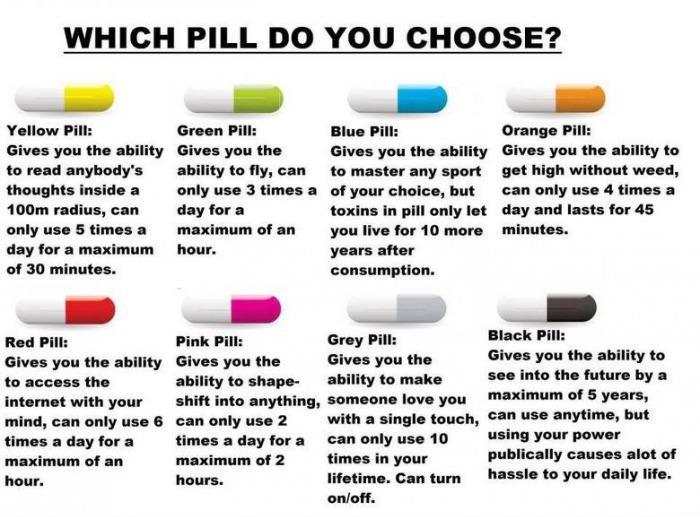 WHICH PILL DO YOU CHOOSE?
Yellow Pill:
Gives you the ability
to read anybody's
thoughts inside a
100m radius, can
only use 5 times a
day for a maximum
of 30 minutes.
Green Pill:
Gives you the
ability to fly, can
only use 3 times a
day for a
maximum of an
hour.
Blue Pill:
Gives you the ability
to master any sport
of your choice, but
toxins in pill only let
you live for 10 more
years after
consumption.
Orange Pill:
Gives you the ability to
get high without weed,
can only use 4 times a
day and lasts for 45
minutes.
Red Pill:
Gives you the ability
to access the
internet with your
mind, can only use 6
times a day for a
maximum of an
hour.
Pink Pill:
Gives you the
ability to shape-
shift into anything,
can only use 2
times a day for a
maximum of 2
hours.
Grey Pill:
Gives you the
ability to make
someone love you
with a single touch,
can only use 10
times in your
lifetime. Can turn
on/off.
Black Pill:
Gives you the ability to
see into the future by a
maximum of 5 years,
can use anytime, but
using your power
publically causes alot of
hassle to your daily life.